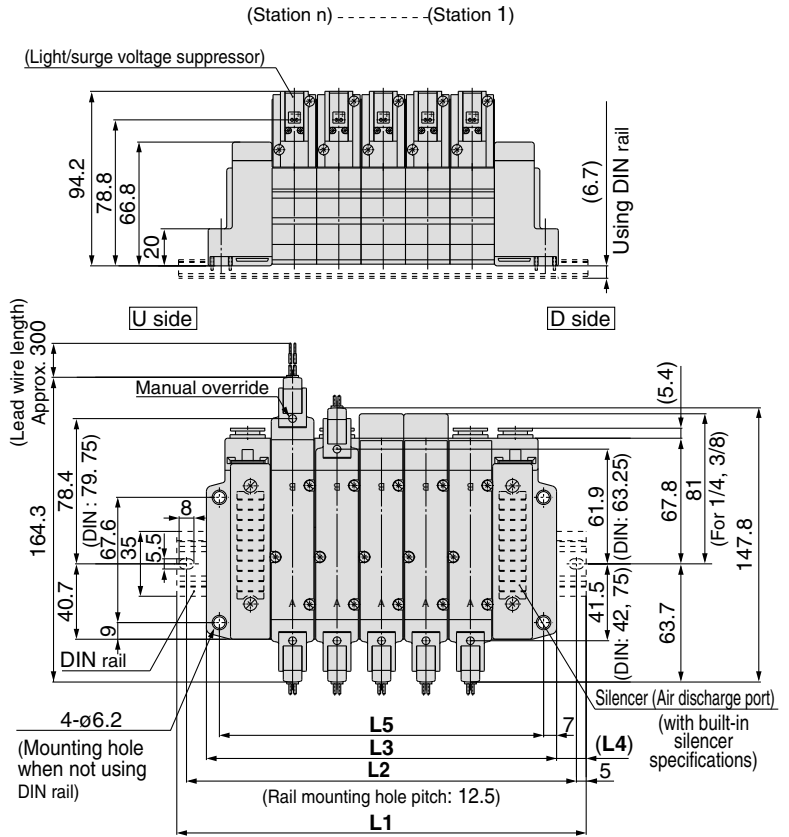 (Station n) ---------- (Station 1)
(Light/surge voltage suppressor)
94.2
78.8
66.8
20
(6.7)
Using DIN rail
U side
D side
(Lead wire length)
Approx. 300
Manual override
(5.4)
164.3
78.4
(DIN : 79. 75)
67.6
35
5.5
8
40.7
9
61.9
(DIN: 63.25)
67.8
81
(For 1/4, 3/8)
147.8
41.5
(DIN: 42, 75)
63.7
B B B B B
A A A A A
DIN rail
4-ø6.2
(Mounting hole
when not using
DIN rail)
Silencer (Air discharge port)
(with built-in
silencer
specifications)
L5
7
L3
(L4)
L2
5
(Rail mounting hole pitch: 12.5)
L1